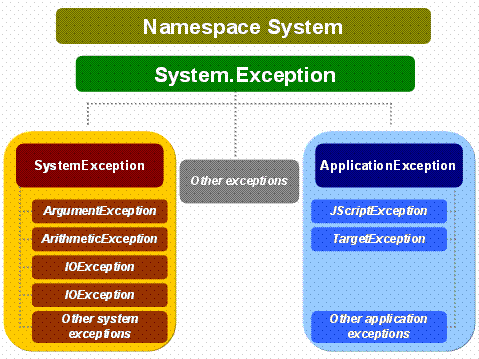 Namespace System
System.Exception
SystemException
ArgumentException
ArithmeticException
IOException
IOException
Other system
exceptions
Other exceptions
ApplicationException
JScriptException
TargetException
Other application
exceptions